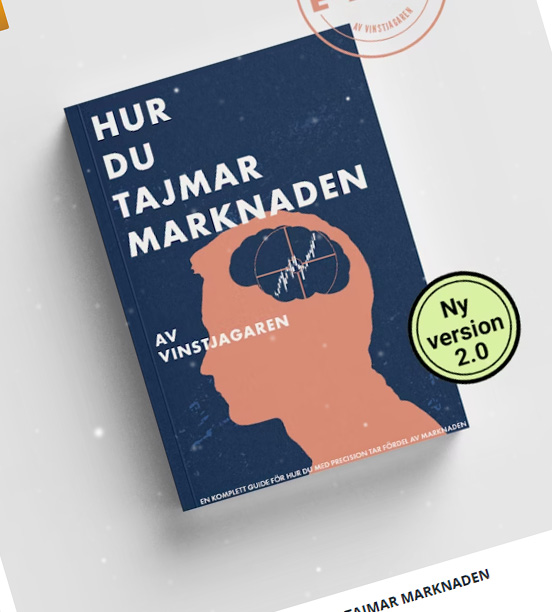 AV VINSTJAGAREN
HUR
DU
TAJMAR
MARKNADEN
AV
VINSTJAGAREN
Ny
version
2.0
EN KOMPLETT GUIDE FÖR HUR DU MED PRECISION TAR FÖRDEL AV MARKNADEN
TAJMAR MARKNADEN